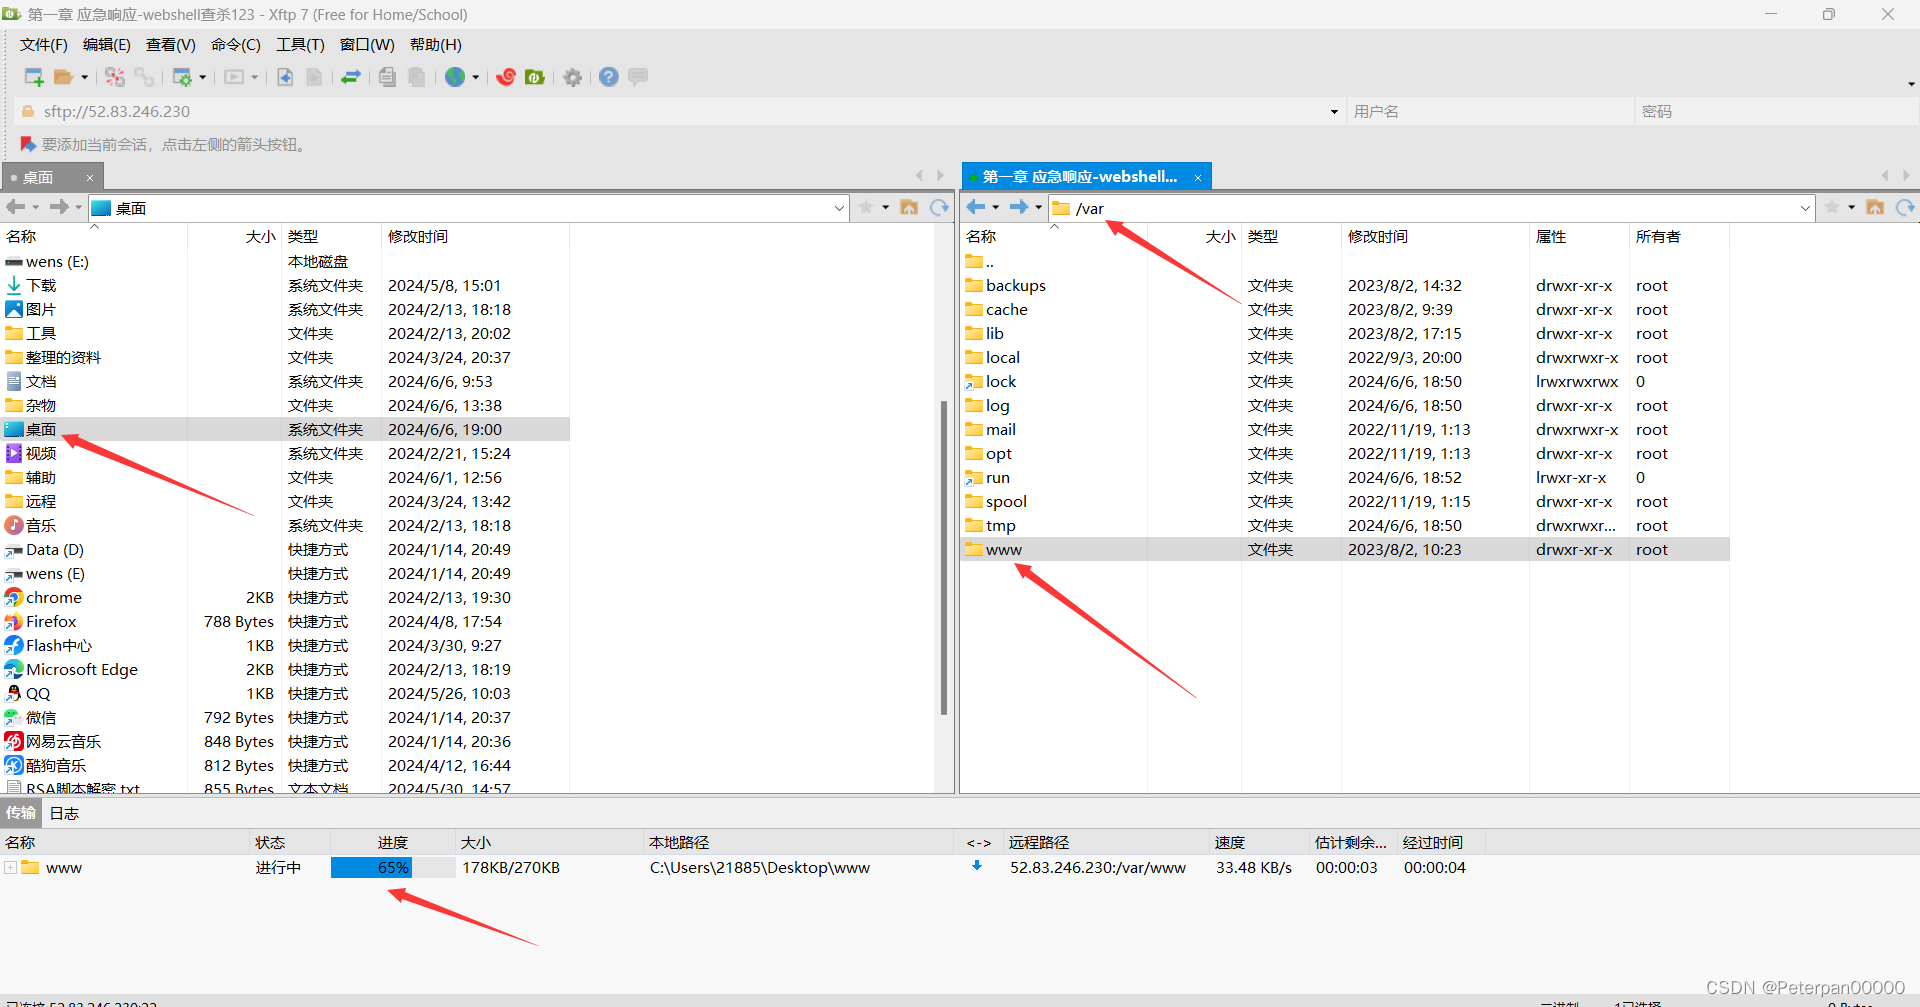 第一章 应急响应-webshell查杀123 - Xftp 7 (Free for Home/School)
文件(F) 编辑(E) 查看(V) 命令(C) 工具(T) 窗口(W) 帮助(H)
sftp://52.83.246.230 用户名 密码
要添加当前会话，点击左侧的箭头按钮。
桌面 ×
桌面
名称 大小 类型 修改时间
wens (E:) 本地磁盘
下载 系统文件夹 2024/5/8, 15:01
图片 系统文件夹 2024/2/13, 18:18
工具 文件夹 2024/2/13, 20:02
整理的资料 文件夹 2024/3/24, 20:37
文档 系统文件夹 2024/6/6, 9:53
杂物 文件夹 2024/6/6, 13:38
桌面 系统文件夹 2024/6/6, 19:00
视频 系统文件夹 2024/2/21, 15:24
辅助 文件夹 2024/6/1, 12:56
远程 文件夹 2024/3/24, 13:42
音乐 系统文件夹 2024/2/13, 18:18
Data (D) 快捷方式 2024/1/14, 20:49
wens (E) 快捷方式 2024/1/14, 20:49
chrome 2KB 快捷方式 2024/2/13, 19:30
Firefox 788 Bytes 快捷方式 2024/4/8, 17:54
Flash中心 1KB 快捷方式 2024/3/30, 9:27
Microsoft Edge 2KB 快捷方式 2024/2/13, 18:19
QQ 1KB 快捷方式 2024/5/26, 10:03
微信 792 Bytes 快捷方式 2024/1/14, 20:37
网易云音乐 848 Bytes 快捷方式 2024/1/14, 20:36
酷狗音乐 812 Bytes 快捷方式 2024/4/12, 16:44
RSA脚本解密.txt 855 Bytes 文本文档 2024/5/30, 14:57
第一章 应急响应-webshell... ×
/var
名称 大小 类型 修改时间 属性 所有者
..
backups 文件夹 2023/8/2, 14:32 drwxr-xr-x root
cache 文件夹 2023/8/2, 9:39 drwxr-xr-x root
lib 文件夹 2023/8/2, 17:15 drwxr-xr-x root
local 文件夹 2022/9/3, 20:00 drwxrwxr-x root
lock 文件夹 2024/6/6, 18:50 lrwxrwxrwx 0
log 文件夹 2024/6/6, 18:50 drwxr-xr-x root
mail 文件夹 2022/11/19, 1:13 drwxrwxr-x root
opt 文件夹 2022/11/19, 1:13 drwxr-xr-x root
run 文件夹 2024/6/6, 18:52 lrwxr-xr-x 0
spool 文件夹 2022/11/19, 1:15 drwxr-xr-x root
tmp 文件夹 2024/6/6, 18:50 drwxrwxr... root
www 文件夹 2023/8/2, 10:23 drwxr-xr-x root
传输 日志
名称 状态 进度 大小 本地路径 <-> 远程路径 速度 估计剩余... 经过时间
www 进行中 65% 178KB/270KB C:\Users\21885\Desktop\www 52.83.246.230:/var/www 33.48 KB/s 00:00:03 00:00:04
已连接 52.83.246.230:22 二进制 1已选择 0 Bytes
CSDN @Peterpan00000